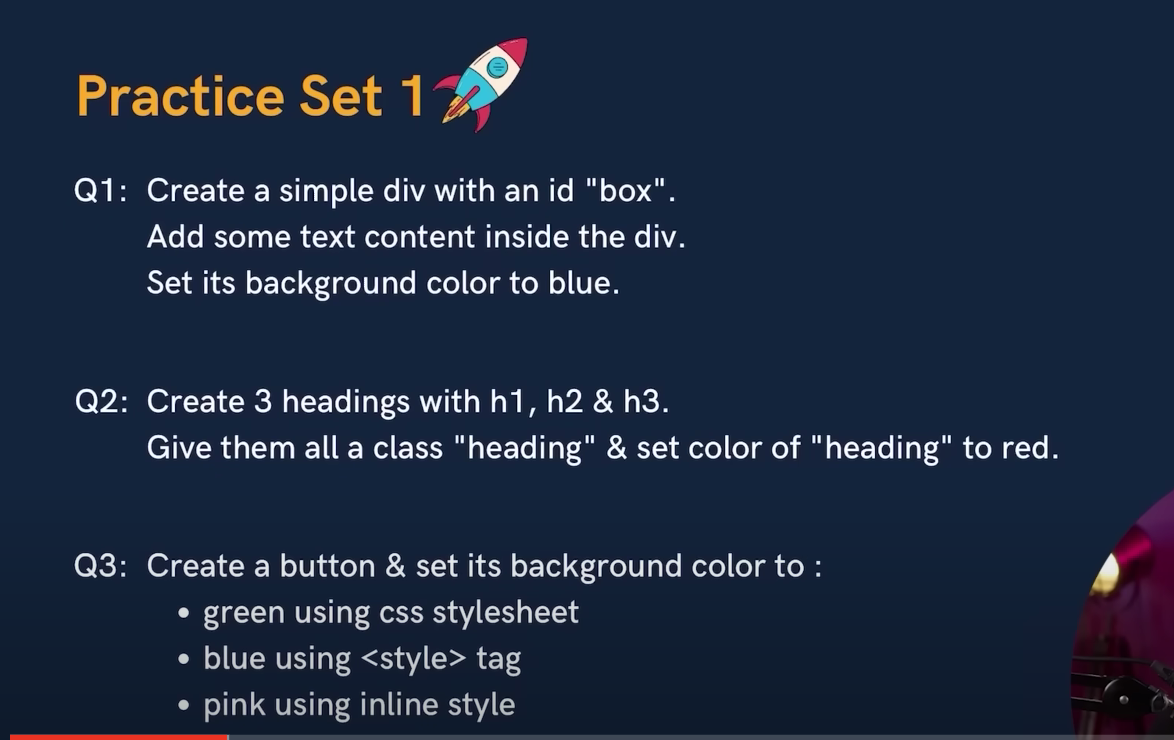 Practice Set 1
Q1: Create a simple div with an id "box".
Add some text content inside the div.
Set its background color to blue.
Q2: Create 3 headings with h1, h2 & h3.
Give them all a class "heading" & set color of "heading" to red.
Q3: Create a button & set its background color to :
• green using css stylesheet
• blue using <style> tag
• pink using inline style